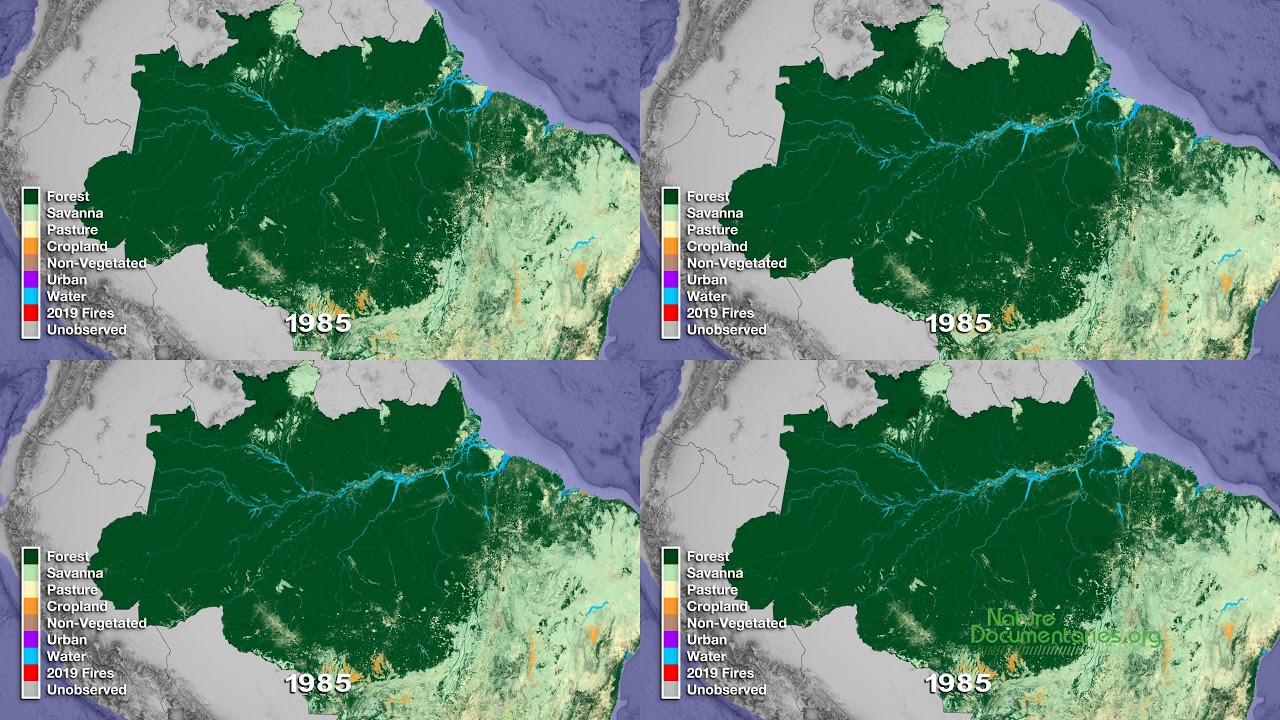 Forest
Savanna
Pasture
Cropland
Non-Vegetated
Urban
Water
2019 Fires
Unobserved
1985
Forest
Savanna
Pasture
Cropland
Non-Vegetated
Urban
Water
2019 Fires
Unobserved
1985
Forest
Savanna
Pasture
Cropland
Non-Vegetated
Urban
Water
2019 Fires
Unobserved
1985
Forest
Savanna
Pasture
Cropland
Non-Vegetated
Urban
Water
2019 Fires
Unobserved
1985
Nature
Documentaries.org